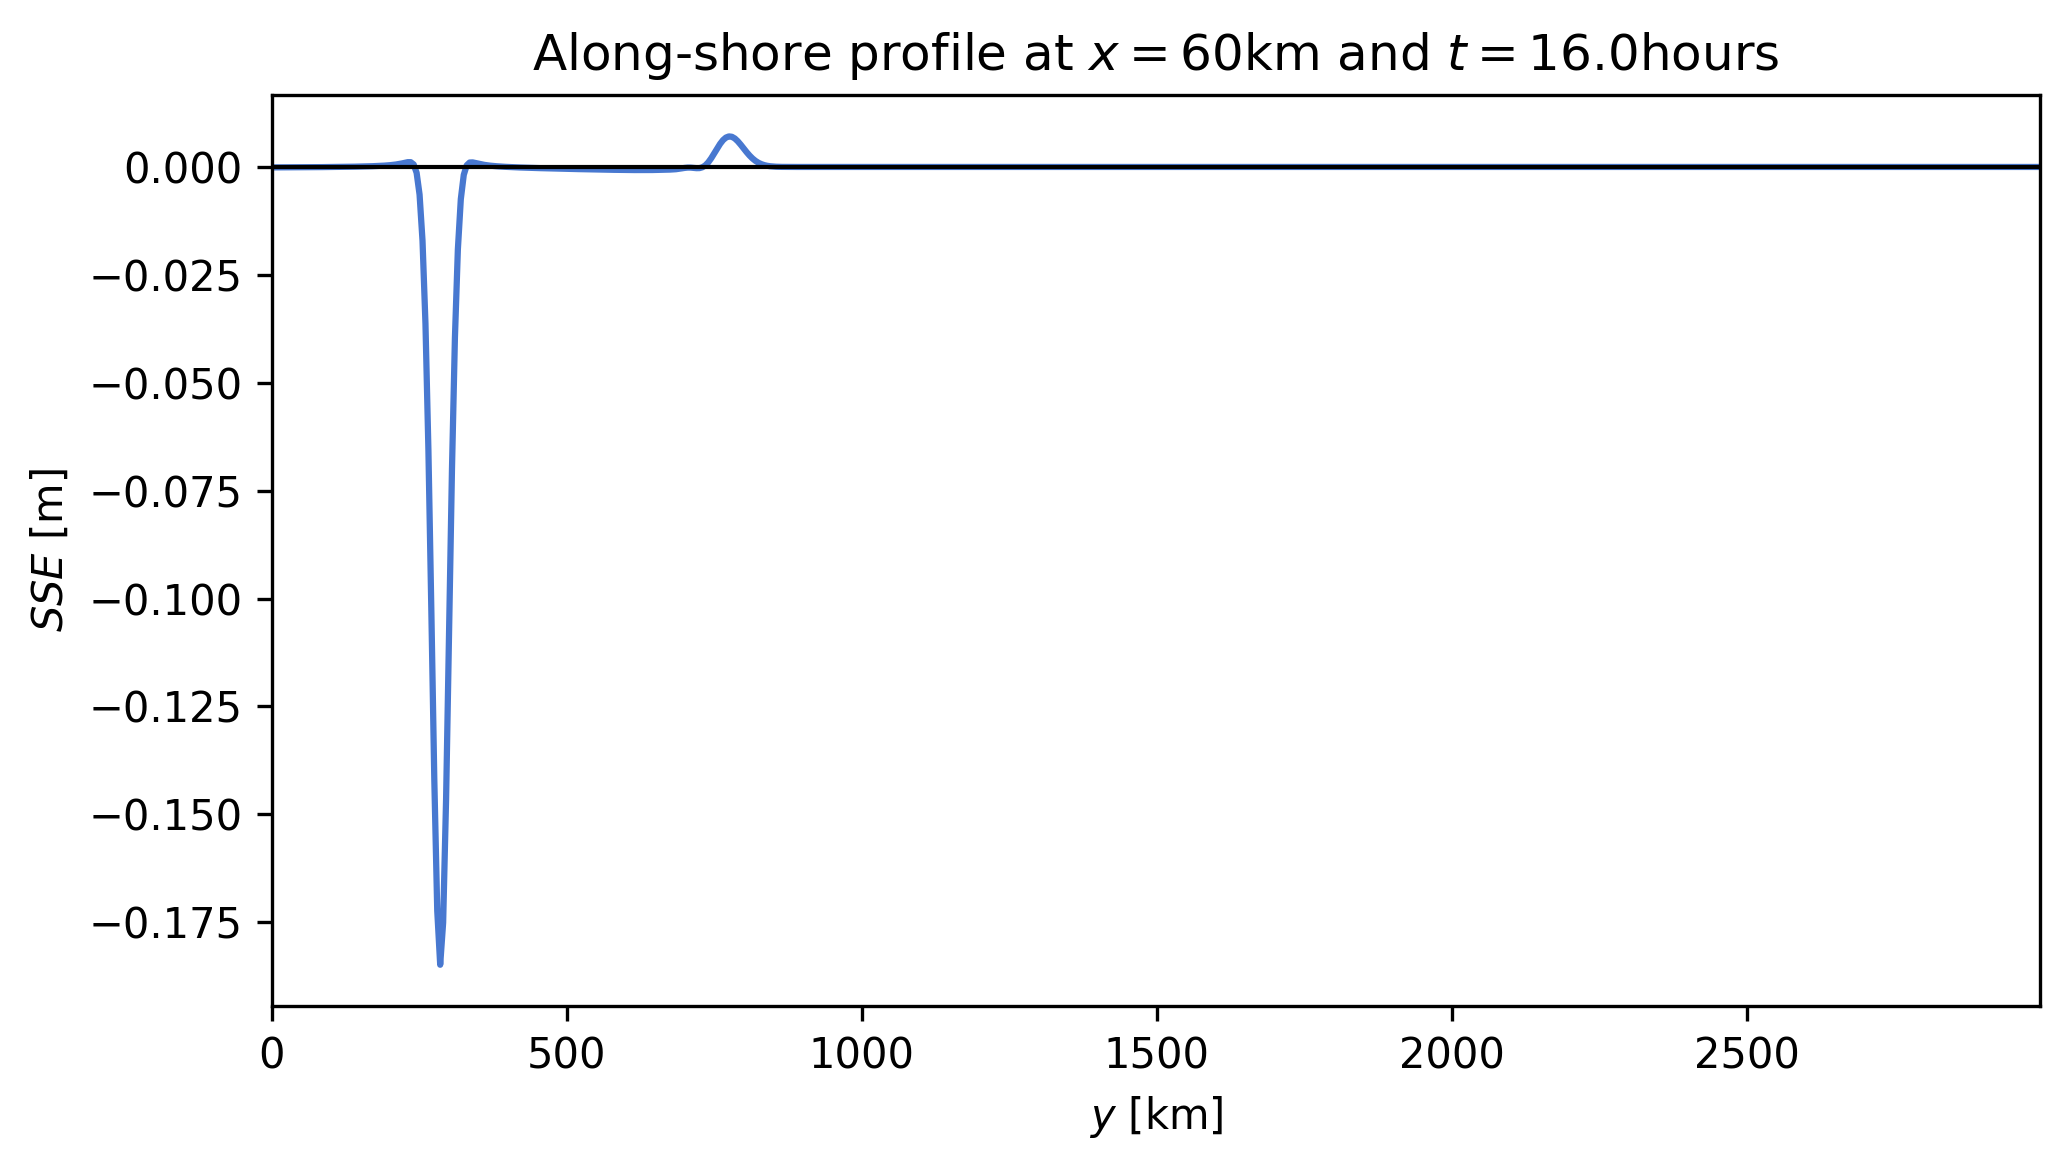 Along-shore profile at x = 60km and t = 16.0hours
0.000
−0.025
−0.050
−0.075
−0.100
−0.125
−0.150
−0.175
SSE [m]
0 500 1000 1500 2000 2500
y [km]